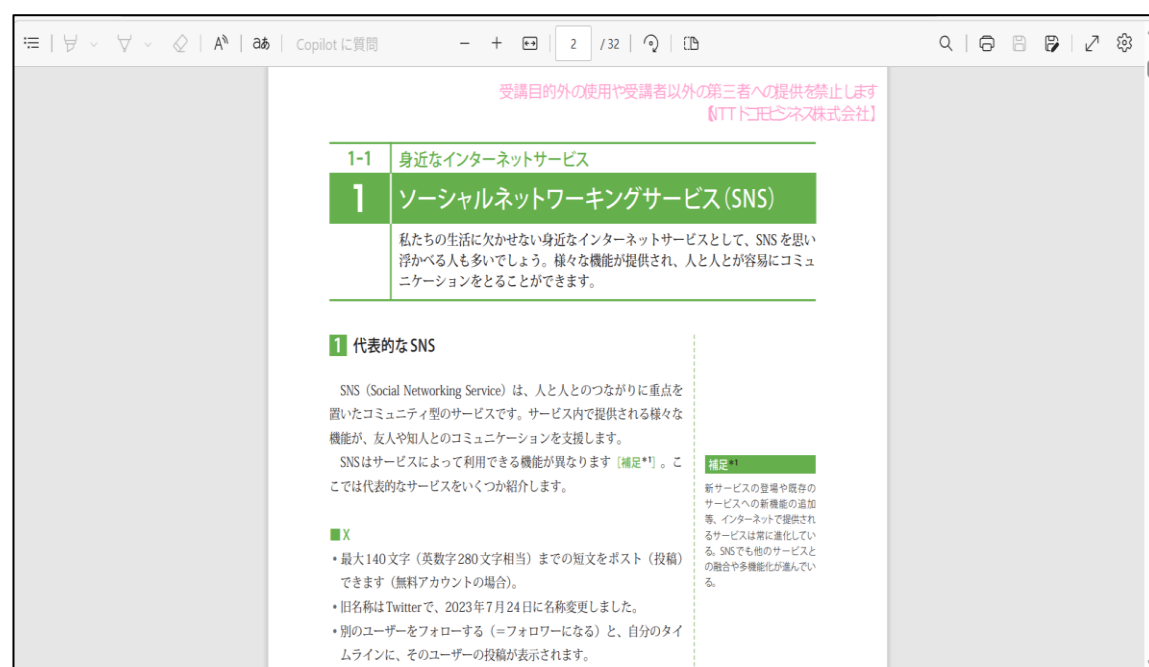 aあ Copilot に質問 2 /32
受講目的外の使用や受講者以外の第三者への提供を禁止します
【NTTドコモビジネス株式会社】
1-1 身近なインターネットサービス
1 ソーシャルネットワーキングサービス(SNS)
私たちの生活に欠かせない身近なインターネットサービスとして、SNSを思い
浮かべる人も多いでしょう。様々な機能が提供され、人と人とが容易にコミュ
ニケーションをとることができます。
1 代表的なSNS
SNS(Social Networking Service)は、人と人とのつながりに重点を
置いたコミュニティ型のサービスです。サービス内で提供される様々な
機能が、友人や知人とのコミュニケーションを支援します。
SNSはサービスによって利用できる機能が異なります[補足*1]。こ
こでは代表的なサービスをいくつか紹介します。
補足*1
新サービスの登場や既存の
サービスへの新機能の追加
等、インターネットで提供され
るサービスは常に進化してい
る。SNSでも他のサービスと
の融合や多機能化が進んでい
る。
■X
•最大140文字(英数字280文字相当)までの短文をポスト(投稿)
できます(無料アカウントの場合)。
•旧名称はTwitterで、2023年7月24日に名称変更しました。
•別のユーザーをフォローする(=フォロワーになる)と、自分のタイ
ムラインに、そのユーザーの投稿が表示されます。